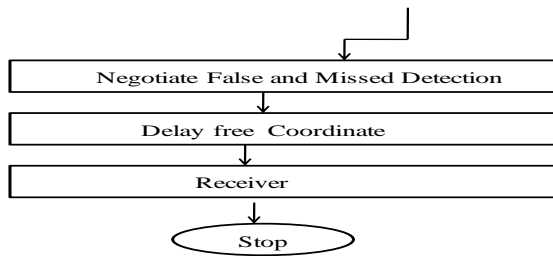 Negotiate False and Missed Detection
Delay free Coordinate
Receiver
Stop